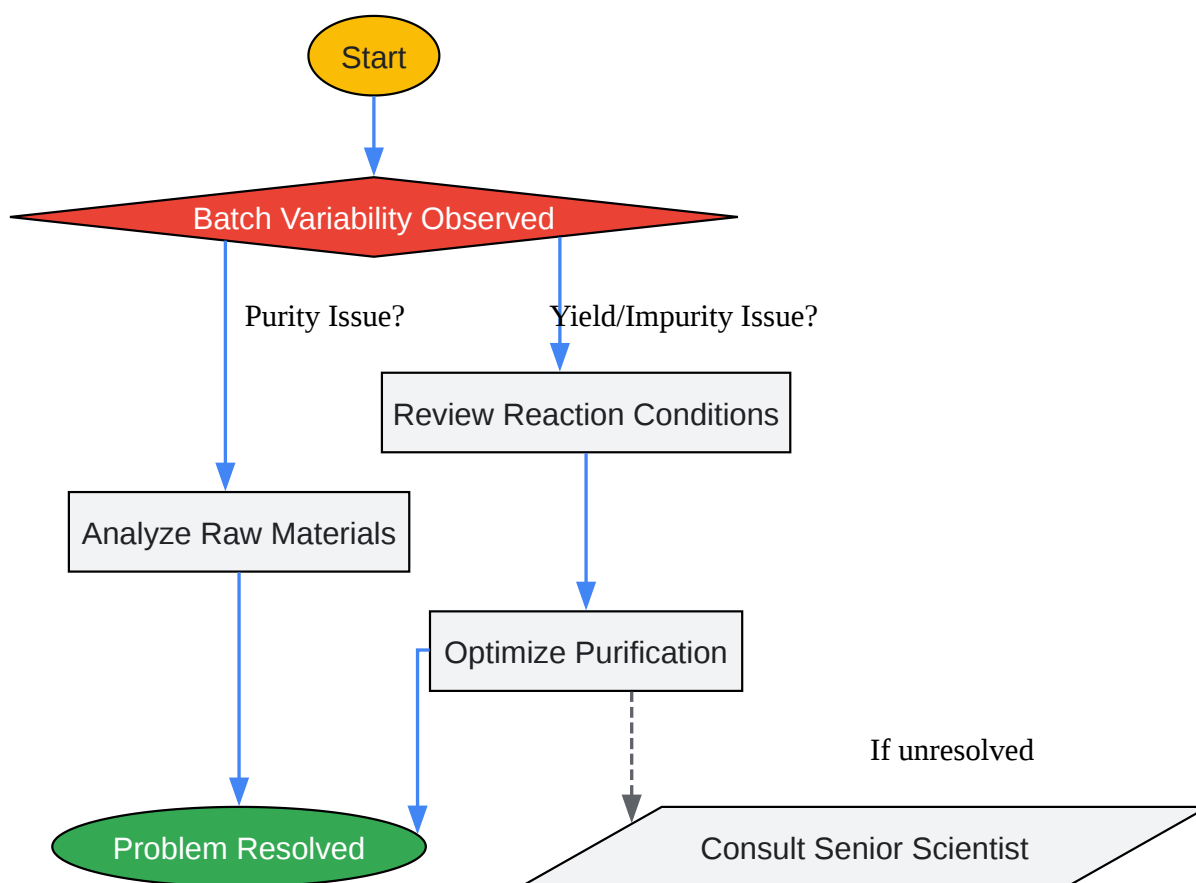 Start
Batch Variability Observed
Purity Issue?
Yield/Impurity Issue?
Review Reaction Conditions
Analyze Raw Materials
Optimize Purification
If unresolved
Problem Resolved
Consult Senior Scientist